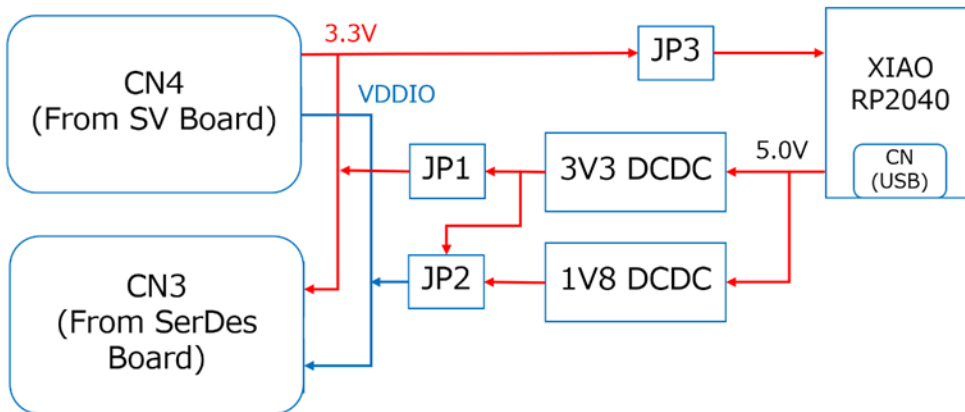 3.3V
JP3
XIAO
RP2040
CN4
(From SV Board)
VDDIO
JP1
3V3 DCDC
5.0V
CN
(USB)
JP2
1V8 DCDC
CN3
(From SerDes
Board)